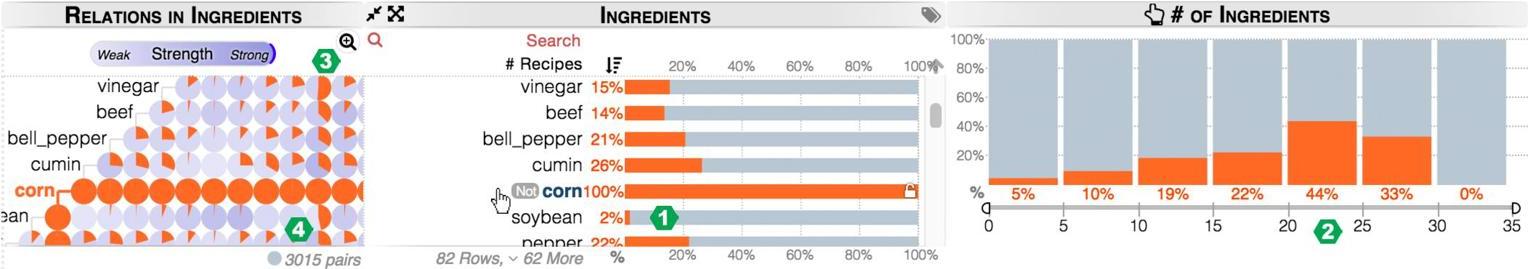 RELATIONS IN INGREDIENTS
Weak Strength Strong
3
vinegar
beef
bell_pepper
cumin
corn
ean
4
3015 pairs
INGREDIENTS
Search
# Recipes
20% 40% 60% 80% 100%
vinegar 15%
beef 14%
bell_pepper 21%
cumin 26%
Not corn 100%
soybean 2% 1
pepper 22%
82 Rows, 62 More % 20% 40% 60% 80% 100%
# OF INGREDIENTS
100%
80%
60%
40%
20%
% 5% 10% 19% 22% 44% 33% 0%
0 5 10 15 20 25 30 35
2